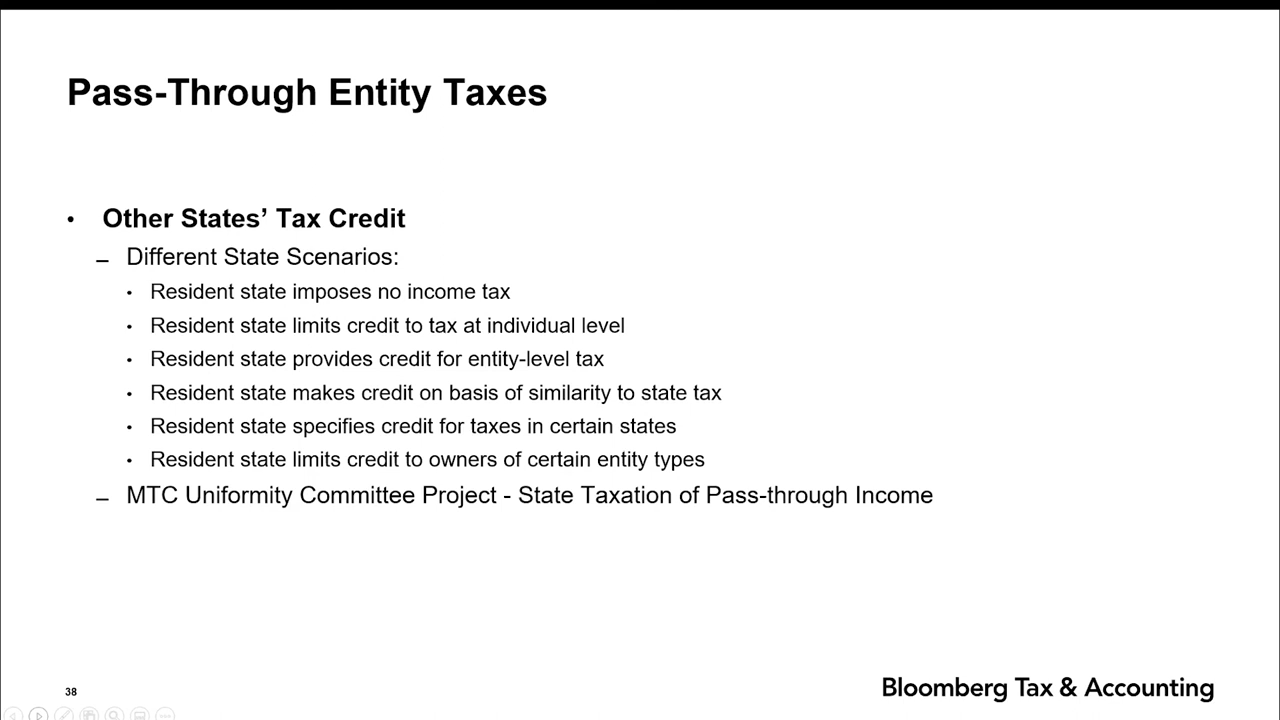 Pass-Through Entity Taxes
• Other States’ Tax Credit
– Different State Scenarios:
• Resident state imposes no income tax
• Resident state limits credit to tax at individual level
• Resident state provides credit for entity-level tax
• Resident state makes credit on basis of similarity to state tax
• Resident state specifies credit for taxes in certain states
• Resident state limits credit to owners of certain entity types
– MTC Uniformity Committee Project - State Taxation of Pass-through Income
38
Bloomberg Tax & Accounting